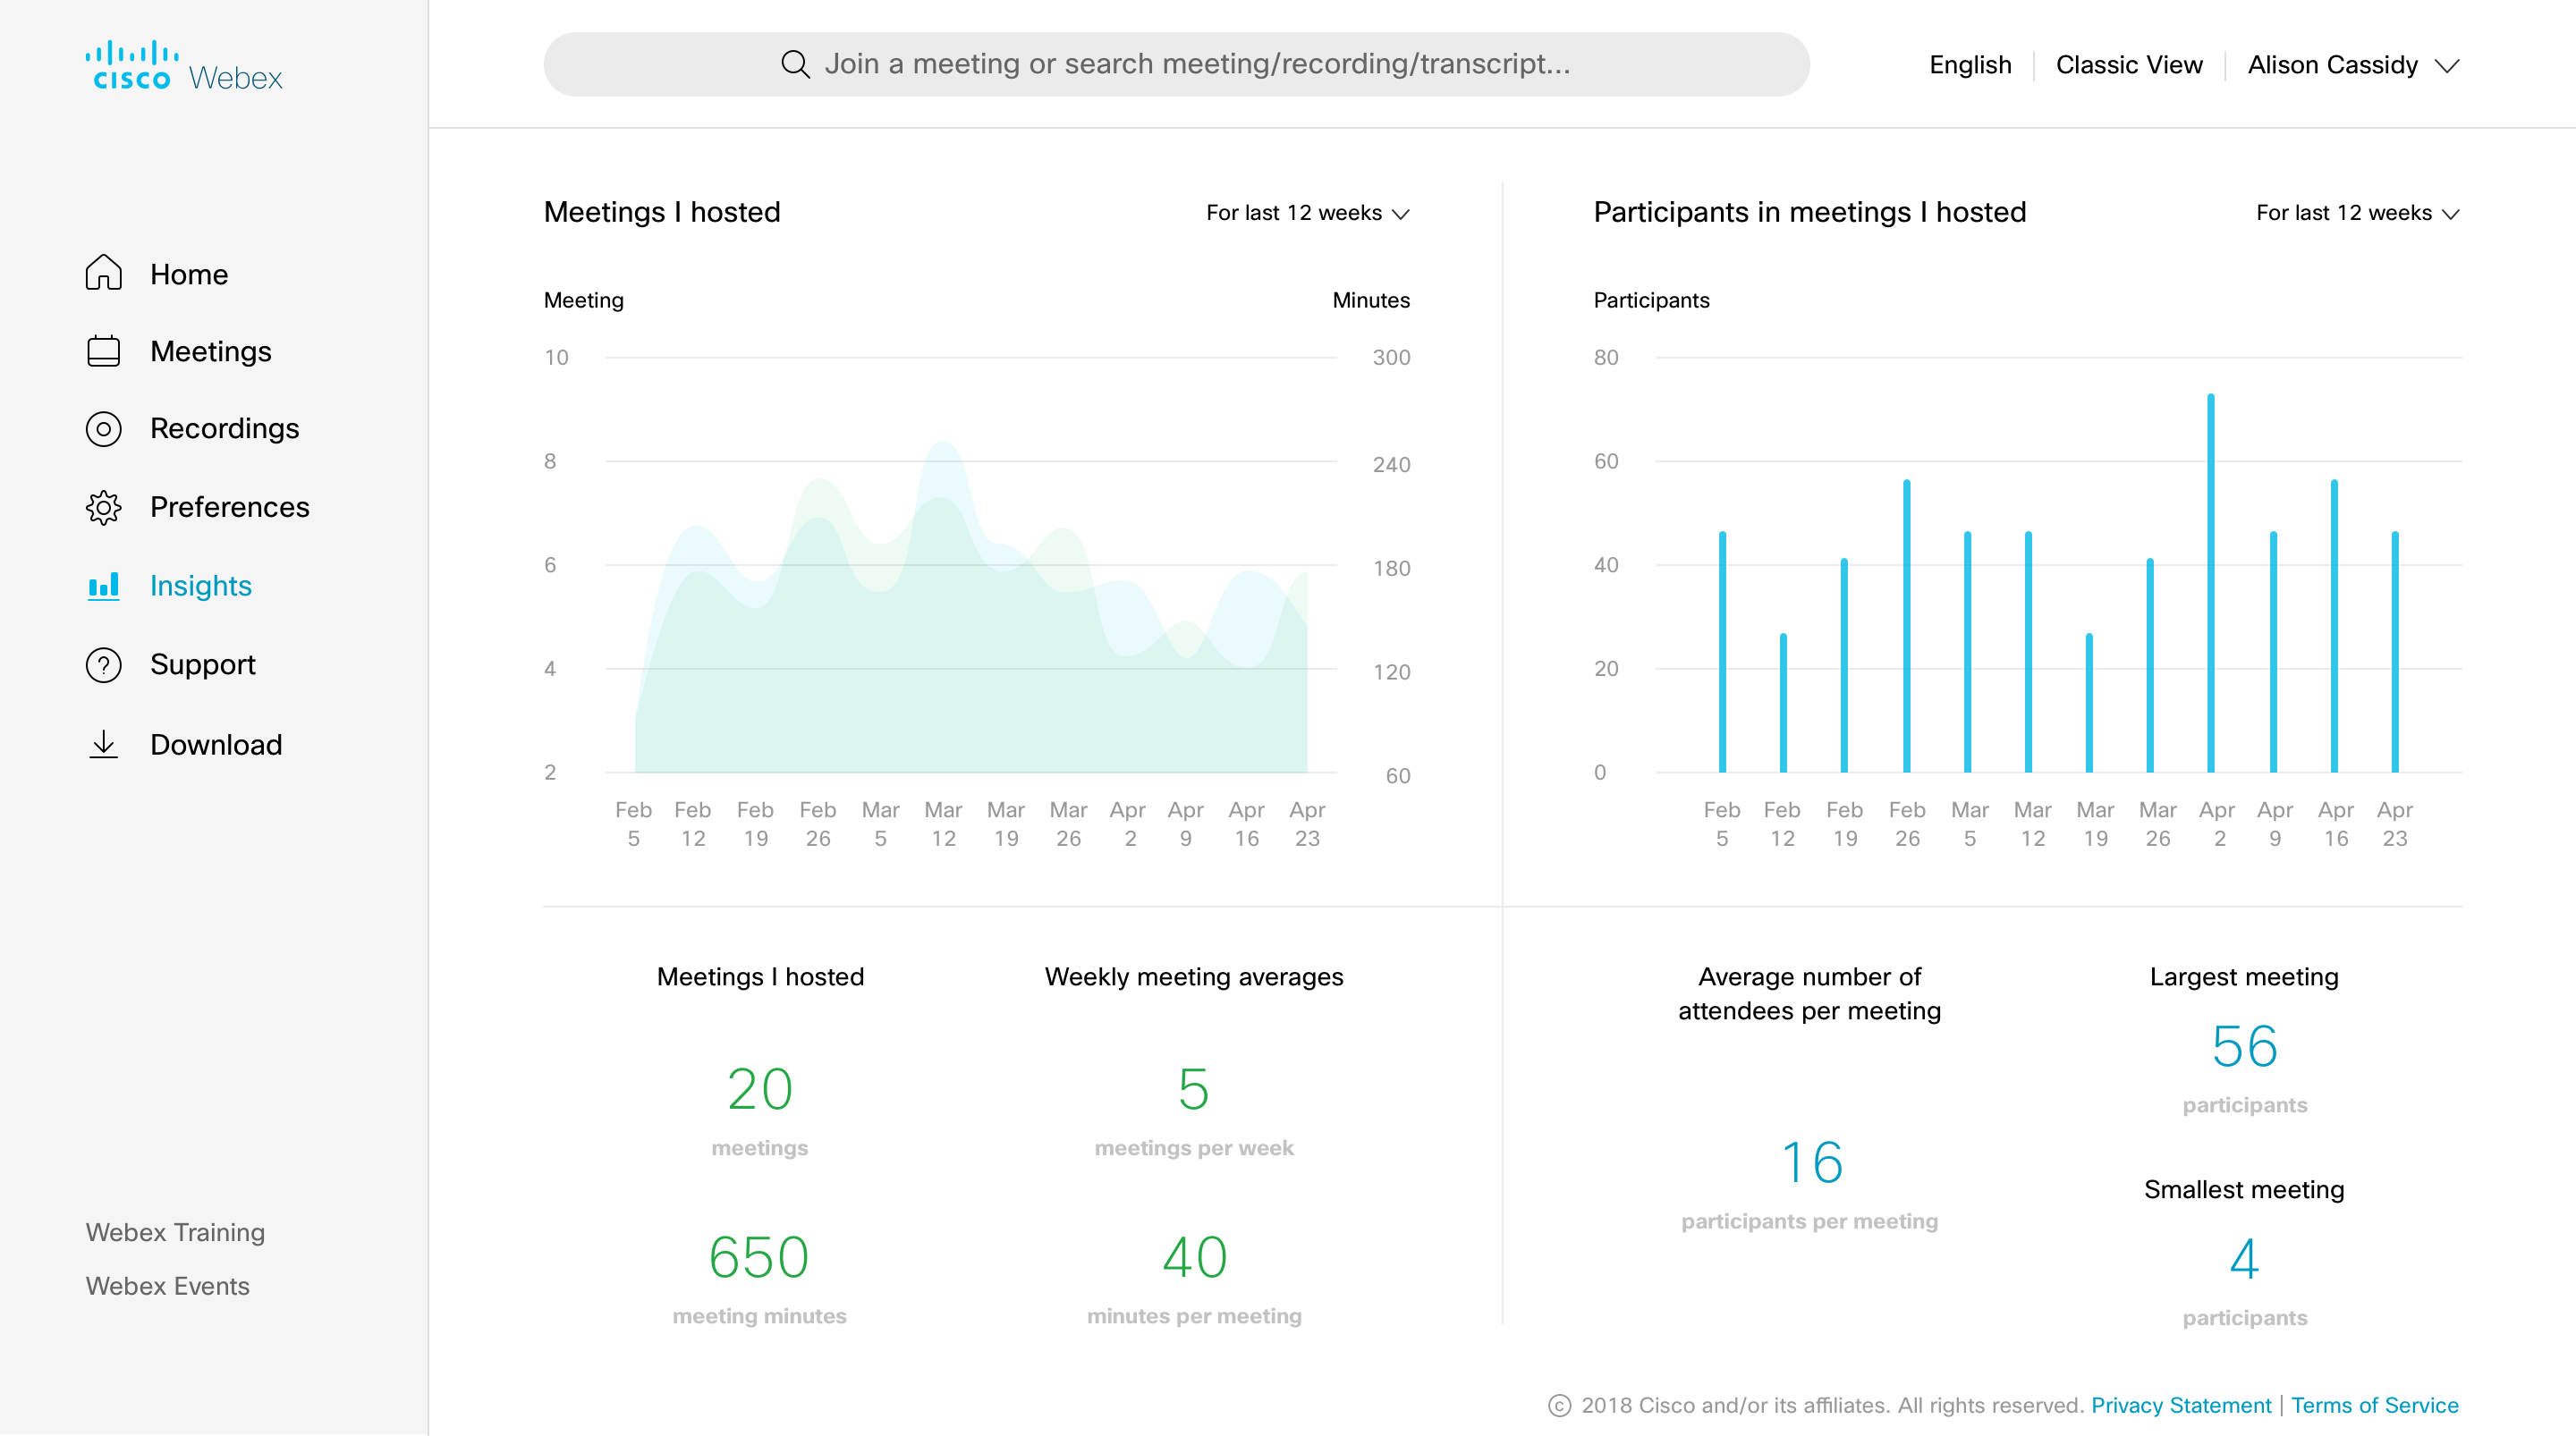 cisco Webex
Join a meeting or search meeting/recording/transcript...
English
Classic View
Alison Cassidy
Home
Meetings
Recordings
Preferences
Insights
Support
Download
Webex Training
Webex Events
Meetings I hosted
For last 12 weeks
Meeting
Minutes
10
8
6
4
2
300
240
180
120
60
Feb 5
Feb 12
Feb 19
Feb 26
Mar 5
Mar 12
Mar 19
Mar 26
Apr 2
Apr 9
Apr 16
Apr 23
Participants in meetings I hosted
For last 12 weeks
Participants
80
60
40
20
0
Feb 5
Feb 12
Feb 19
Feb 26
Mar 5
Mar 12
Mar 19
Mar 26
Apr 2
Apr 9
Apr 16
Apr 23
Meetings I hosted
20
meetings
650
meeting minutes
Weekly meeting averages
5
meetings per week
40
minutes per meeting
Average number of
attendees per meeting
16
participants per meeting
Largest meeting
56
participants
Smallest meeting
4
participants
© 2018 Cisco and/or its affiliates. All rights reserved. Privacy Statement | Terms of Service